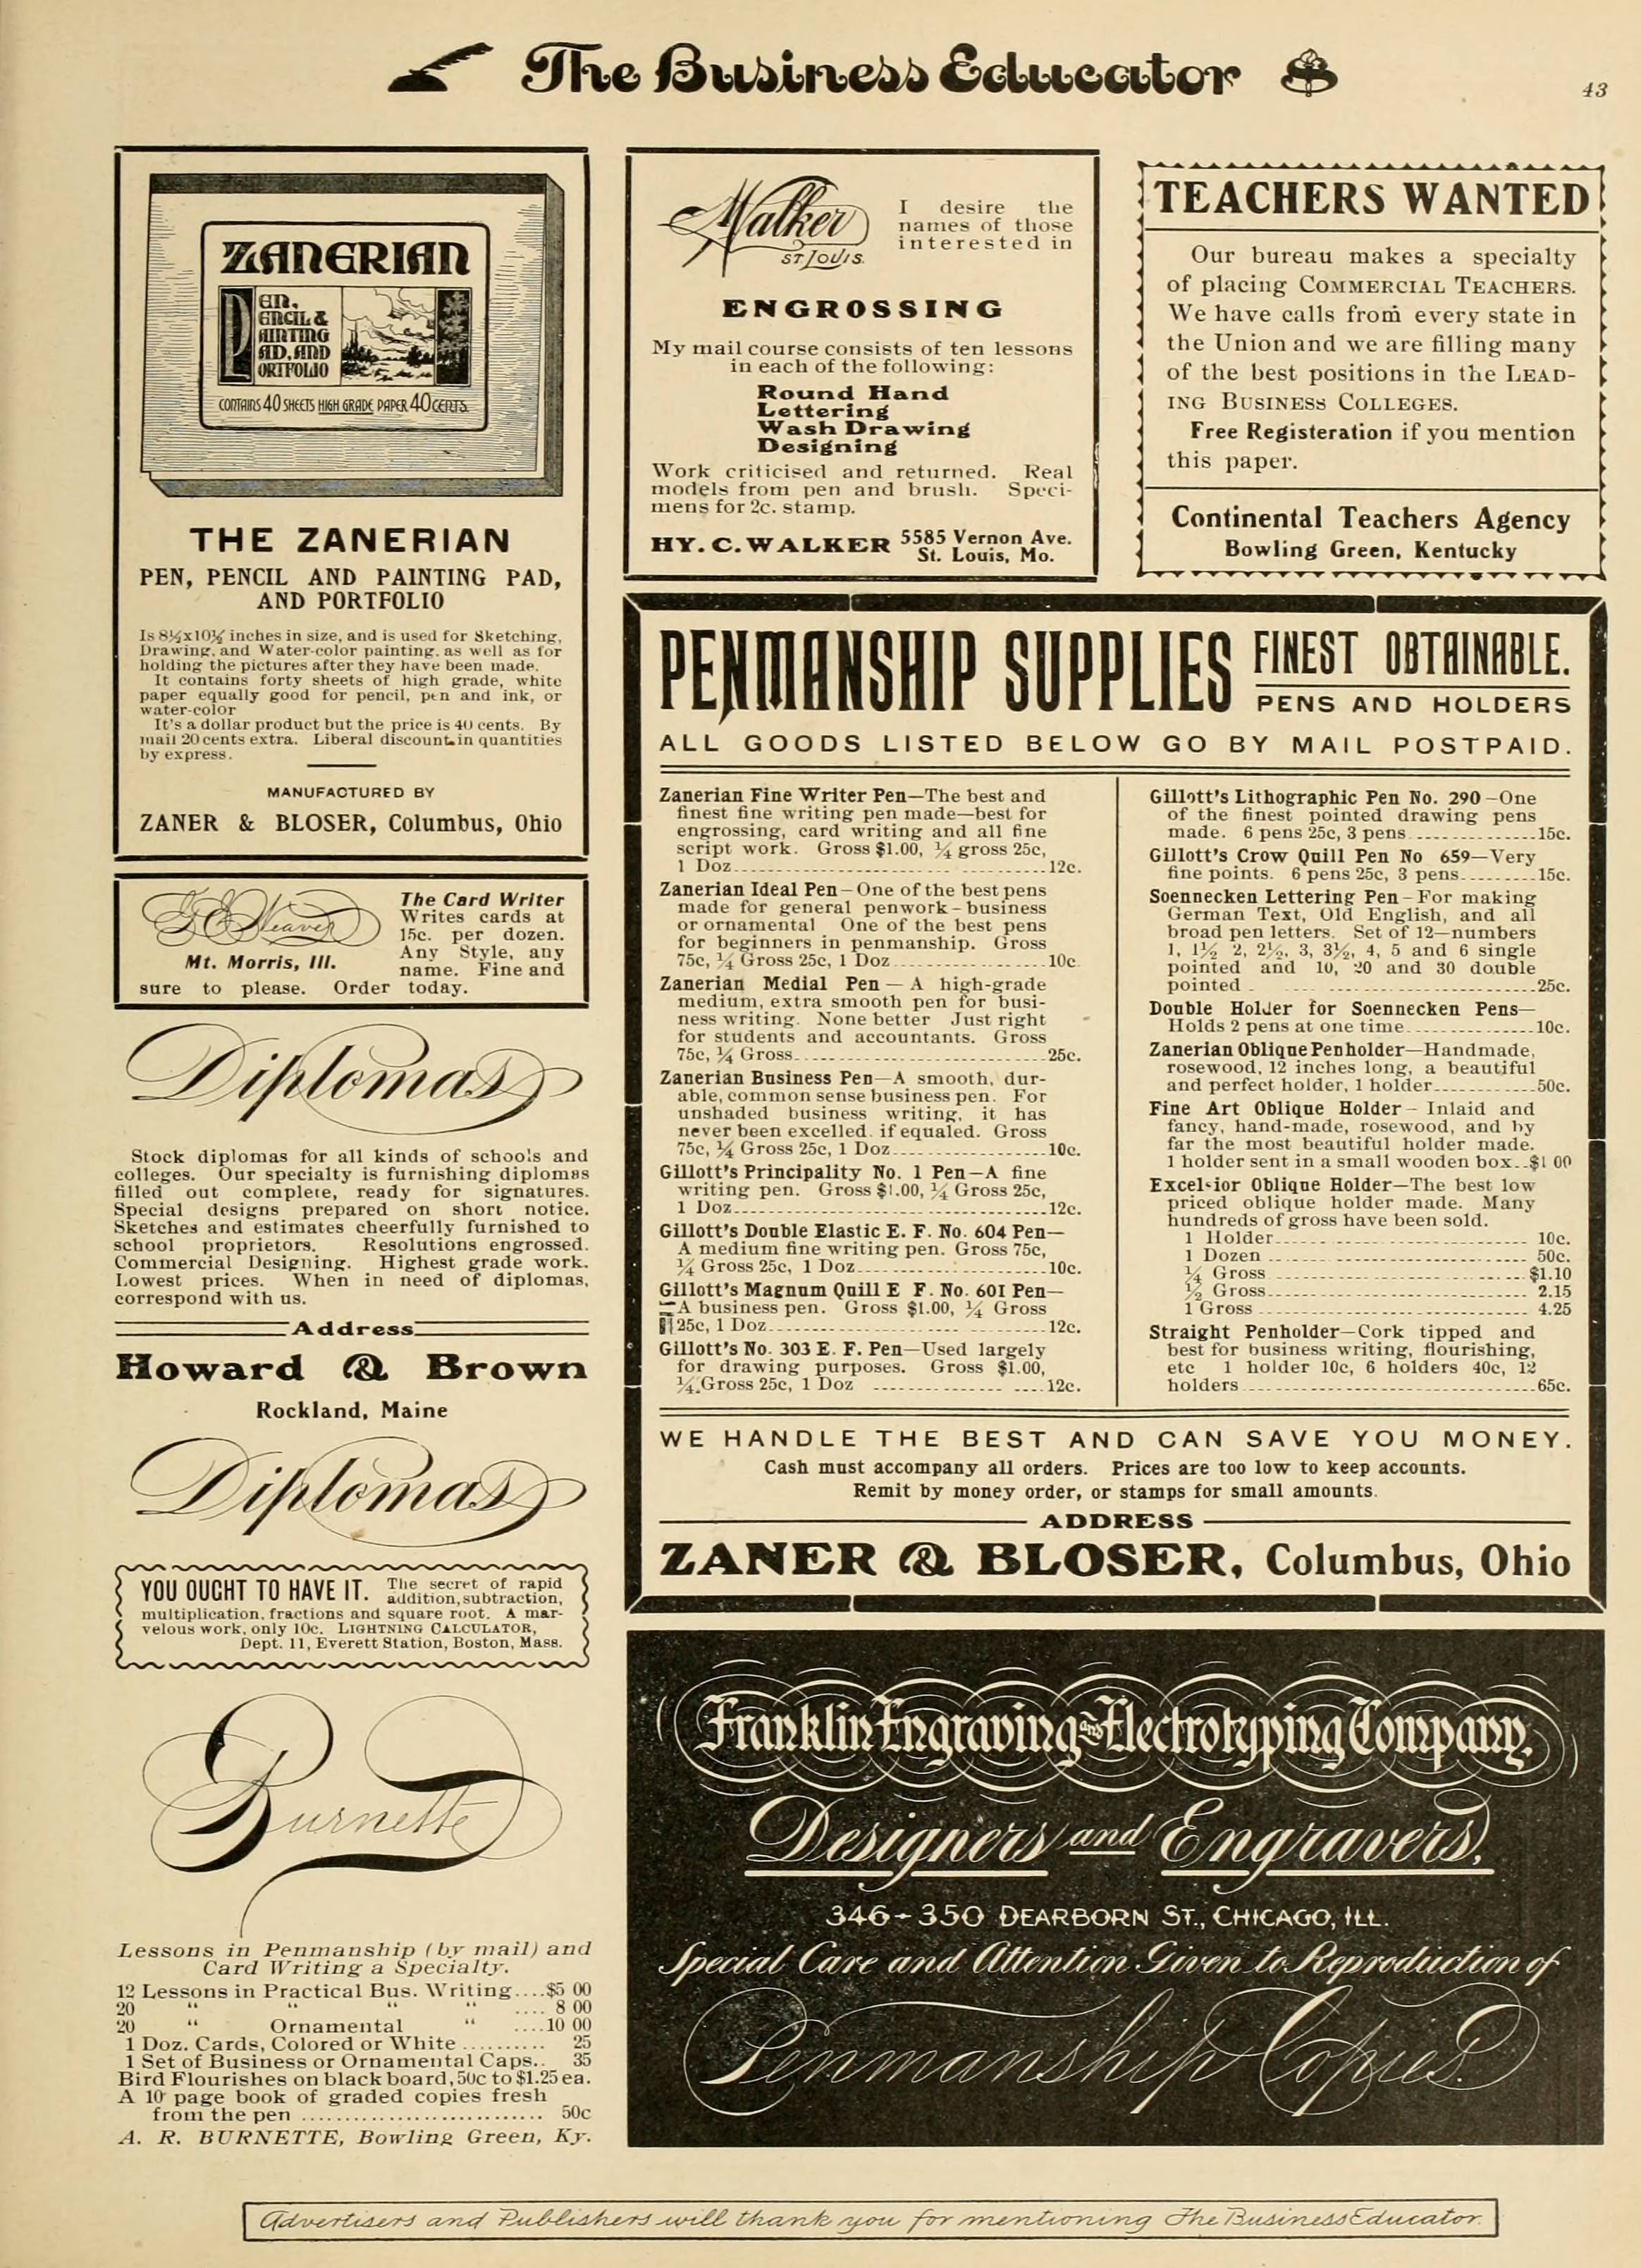 The Business Educator
43
ZANERIAN
PEN,
PENCIL &
PAINTING
PAD, AND
PORTFOLIO
CONTAINS 40 SHEETS HIGH GRADE PAPER 40 CENTS.
THE ZANERIAN
PEN, PENCIL AND PAINTING PAD,
AND PORTFOLIO
Is 8½x10½ inches in size, and is used for Sketching,
Drawing, and Water-color painting, as well as for
holding the pictures after they have been made.
It contains forty sheets of high grade, white
paper equally good for pencil, pen and ink, or
water-color
It's a dollar product but the price is 40 cents. By
mail 20 cents extra. Liberal discount in quantities
by express.
MANUFACTURED BY
ZANER & BLOSER, Columbus, Ohio
Weaver
Mt. Morris, Ill.
The Card Writer
Writes cards at
15c. per dozen.
Any Style, any
name. Fine and
sure to please. Order today.
Diplomas
Stock diplomas for all kinds of schools and
colleges. Our specialty is furnishing diplomas
filled out complete, ready for signatures.
Special designs prepared on short notice.
Sketches and estimates cheerfully furnished to
school proprietors. Resolutions engrossed.
Commercial Designing. Highest grade work.
Lowest prices. When in need of diplomas,
correspond with us.
Address
Howard & Brown
Rockland, Maine
Diplomas
YOU OUGHT TO HAVE IT. The secret of rapid
addition, subtraction,
multiplication, fractions and square root. A mar-
velous work, only 10c. LIGHTNING CALCULATOR,
Dept. 11, Everett Station, Boston, Mass.
Burnette
Lessons in Penmanship (by mail) and
Card Writing a Specialty.
12 Lessons in Practical Bus. Writing....$5 00
20 " " " " .... 8 00
20 " Ornamental " ....10 00
1 Doz. Cards, Colored or White .......... 25
1 Set of Business or Ornamental Caps.. 35
Bird Flourishes on black board, 50c to $1.25 ea.
A 10 page book of graded copies fresh
from the pen ............................ 50c
A. R. BURNETTE, Bowling Green, Ky.
Walker
ST. LOUIS.
I desire the
names of those
interested in
ENGROSSING
My mail course consists of ten lessons
in each of the following:
Round Hand
Lettering
Wash Drawing
Designing
Work criticised and returned. Real
models from pen and brush. Speci-
mens for 2c. stamp.
HY. C. WALKER 5585 Vernon Ave.
St. Louis, Mo.
TEACHERS WANTED
Our bureau makes a specialty
of placing COMMERCIAL TEACHERS.
We have calls from every state in
the Union and we are filling many
of the best positions in the LEAD-
ING BUSINESS COLLEGES.
Free Registeration if you mention
this paper.
Continental Teachers Agency
Bowling Green, Kentucky
PENMANSHIP SUPPLIES FINEST OBTAINABLE.
PENS AND HOLDERS
ALL GOODS LISTED BELOW GO BY MAIL POSTPAID.
Zanerian Fine Writer Pen—The best and
finest fine writing pen made—best for
engrossing, card writing and all fine
script work. Gross $1.00, ¼ gross 25c,
1 Doz....12c.
Zanerian Ideal Pen—One of the best pens
made for general penwork—business
or ornamental One of the best pens
for beginners in penmanship. Gross
75c, ¼ Gross 25c, 1 Doz....10c
Zanerian Medial Pen—A high-grade
medium, extra smooth pen for busi-
ness writing. None better Just right
for students and accountants. Gross
75c, ¼ Gross....25c.
Zanerian Business Pen—A smooth, dur-
able, common sense business pen. For
unshaded business writing, it has
never been excelled. if equaled. Gross
75c, ¼ Gross 25c, 1 Doz....10c.
Gillott's Principality No. 1 Pen—A fine
writing pen. Gross $1.00, ¼ Gross 25c,
1 Doz....12c.
Gillott's Double Elastic E. F. No. 604 Pen—
A medium fine writing pen. Gross 75c,
¼ Gross 25c, 1 Doz....10c.
Gillott's Magnum Quill E F. No. 601 Pen—
A business pen. Gross $1.00, ¼ Gross
25c, 1 Doz....12c.
Gillott's No. 303 E. F. Pen—Used largely
for drawing purposes. Gross $1.00,
¼ Gross 25c, 1 Doz ....12c.
Gillott's Lithographic Pen No. 290—One
of the finest pointed drawing pens
made. 6 pens 25c, 3 pens....15c.
Gillott's Crow Quill Pen No 659—Very
fine points. 6 pens 25c, 3 pens....15c.
Soennecken Lettering Pen—For making
German Text, Old English, and all
broad pen letters. Set of 12—numbers
1, 1½ 2, 2½, 3, 3½, 4, 5 and 6 single
pointed and 10, 20 and 30 double
pointed ....25c.
Double Holder for Soennecken Pens—
Holds 2 pens at one time....10c.
Zanerian Oblique Penholder—Handmade,
rosewood, 12 inches long, a beautiful
and perfect holder, 1 holder....50c.
Fine Art Oblique Holder—Inlaid and
fancy, hand-made, rosewood, and by
far the most beautiful holder made.
1 holder sent in a small wooden box..$1 00
Excelsior Oblique Holder—The best low
priced oblique holder made. Many
hundreds of gross have been sold.
1 Holder.... 10c.
1 Dozen .... 50c.
¼ Gross ....$1.10
½ Gross.... 2.15
1 Gross .... 4.25
Straight Penholder—Cork tipped and
best for business writing, flourishing,
etc 1 holder 10c, 6 holders 40c, 12
holders....65c.
WE HANDLE THE BEST AND CAN SAVE YOU MONEY.
Cash must accompany all orders. Prices are too low to keep accounts.
Remit by money order, or stamps for small amounts.
ADDRESS
ZANER & BLOSER, Columbus, Ohio
Franklin Engraving and Electrotyping Company.
Designers and Engravers,
346-350 DEARBORN ST., CHICAGO, ILL.
Special Care and Attention Given to Reproduction of
Penmanship Copies.
Advertisers and Publishers will thank you for mentioning The Business Educator.